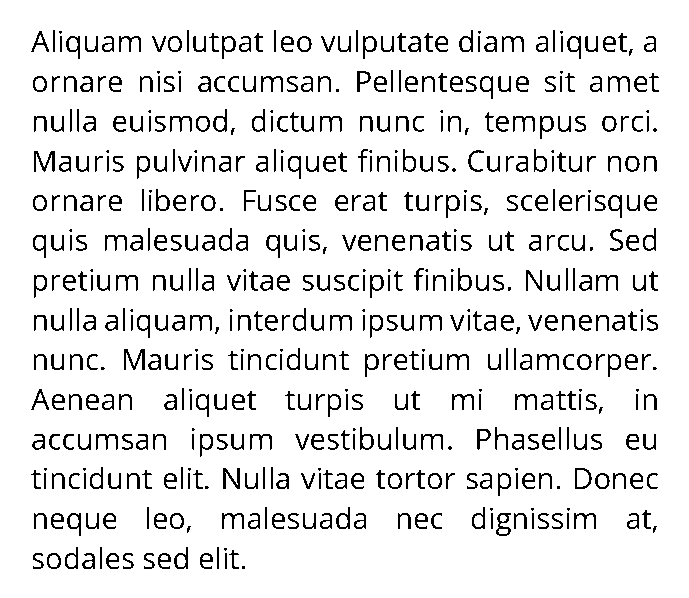 Aliquam volutpat leo vulputate diam aliquet, a
ornare nisi accumsan. Pellentesque sit amet
nulla euismod, dictum nunc in, tempus orci.
Mauris pulvinar aliquet finibus. Curabitur non
ornare libero. Fusce erat turpis, scelerisque
quis malesuada quis, venenatis ut arcu. Sed
pretium nulla vitae suscipit finibus. Nullam ut
nulla aliquam, interdum ipsum vitae, venenatis
nunc. Mauris tincidunt pretium ullamcorper.
Aenean aliquet turpis ut mi mattis, in
accumsan ipsum vestibulum. Phasellus eu
tincidunt elit. Nulla vitae tortor sapien. Donec
neque leo, malesuada nec dignissim at,
sodales sed elit.